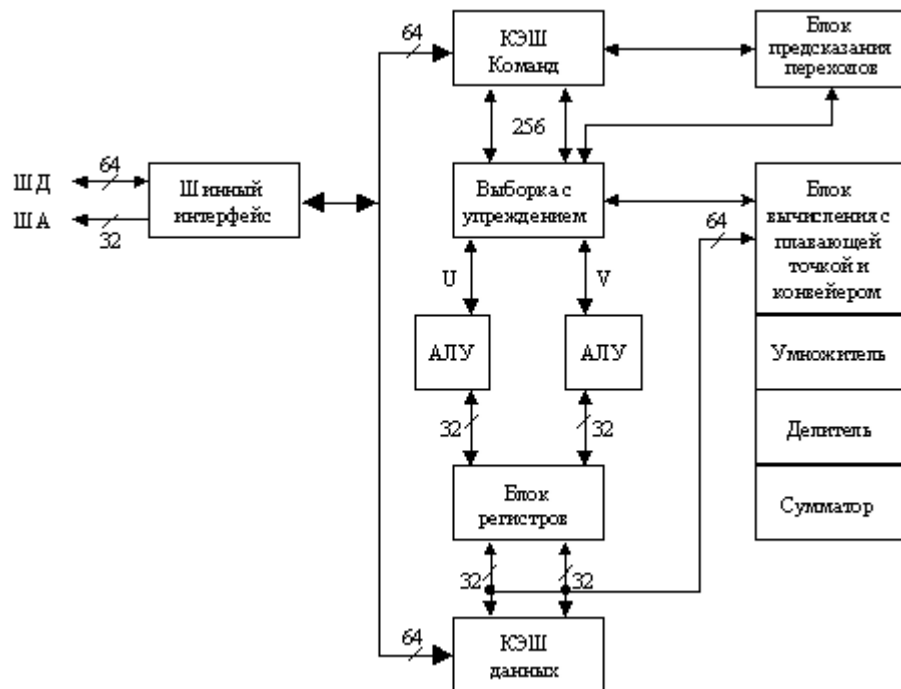 64
КЭШ
Команд
Блок
предсказания
перехолов
256
ШД
64
ША
32
Шинный
интерфейс
Выборка с
упреждением
64
Блок
вычисления с
плавающей
точкой и
конвейером
U
V
АЛУ
АЛУ
Умножитель
32
32
Делитель
Блок
регистров
Сумматор
32
32
64
КЭШ
данных